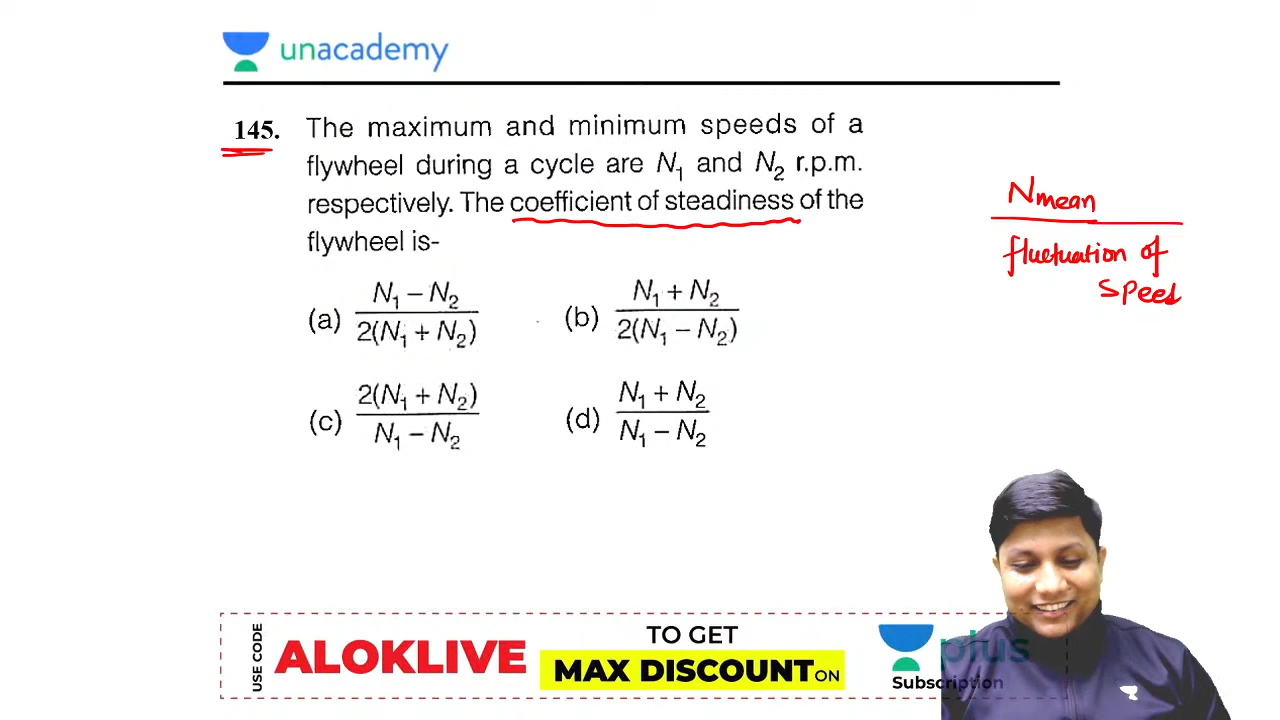 unacademy
145. The maximum and minimum speeds of a
flywheel during a cycle are N₁ and N₂ r.p.m.
respectively. The coefficient of steadiness of the
flywheel is-
(a) N₁ − N₂ / 2(N₁ + N₂)
(b) N₁ + N₂ / 2(N₁ − N₂)
(c) 2(N₁ + N₂) / N₁ − N₂
(d) N₁ + N₂ / N₁ − N₂
Nmean
fluctuation of
speed
USE CODE
ALOKLIVE
TO GET
MAX DISCOUNT ON
plus
Subscription